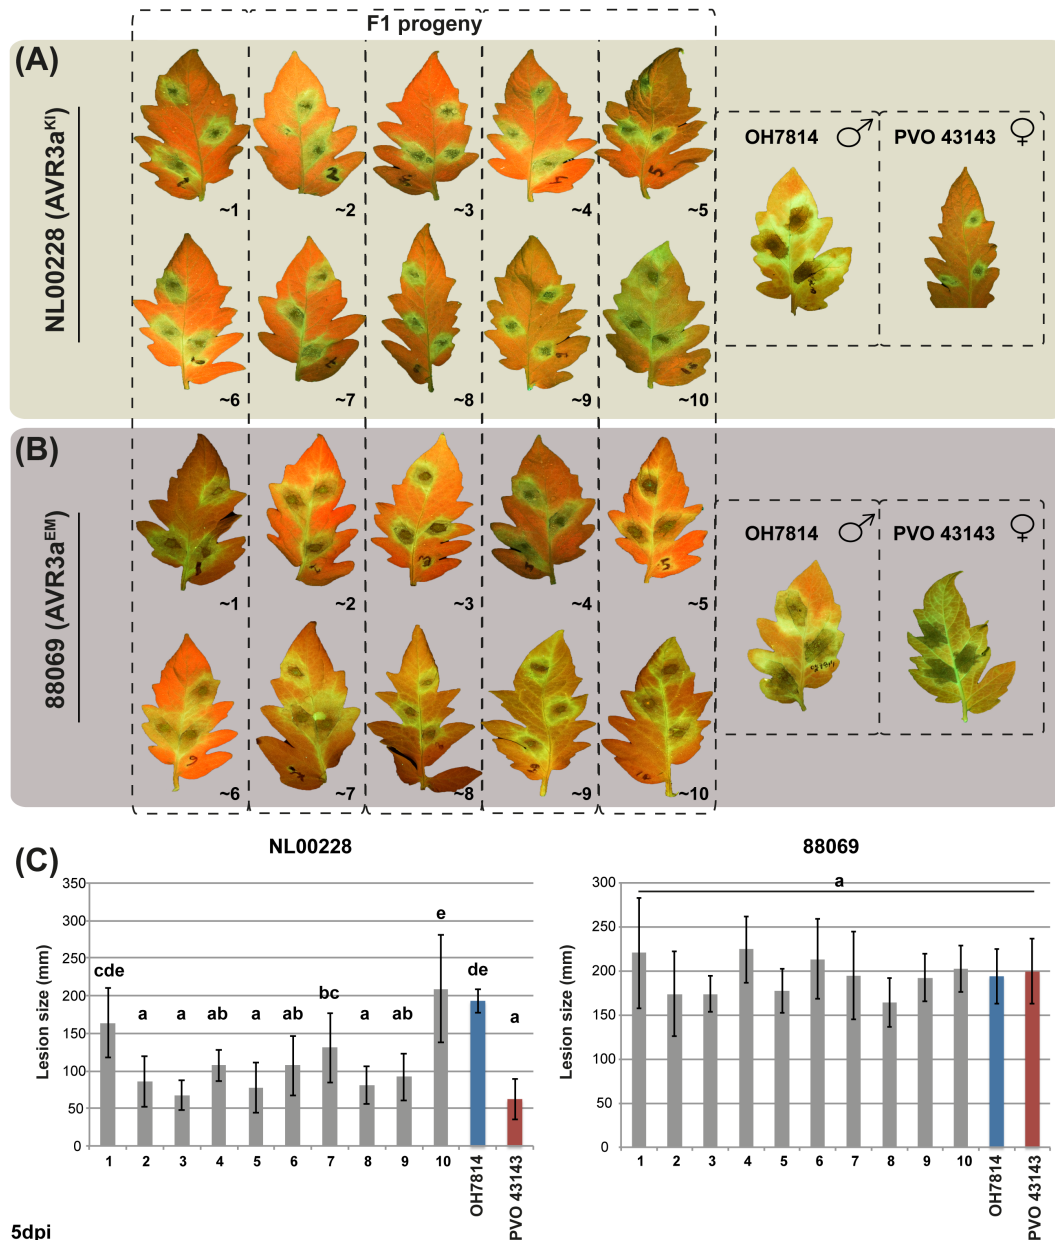 F1 progeny
(A)
NL00228 (AVR3aKI)
~1 ~2 ~3 ~4 ~5
~6 ~7 ~8 ~9 ~10
OH7814 ♂ PVO 43143 ♀
(B)
88069 (AVR3aEM)
~1 ~2 ~3 ~4 ~5
~6 ~7 ~8 ~9 ~10
OH7814 ♂ PVO 43143 ♀
(C)
NL00228
Lesion size (mm)
350
300
250
200
150
100
50
0
cde a a ab a ab bc a ab e de a
1 2 3 4 5 6 7 8 9 10 OH7814 PVO 43143
88069
Lesion size (mm)
300
250
200
150
100
50
0
a
1 2 3 4 5 6 7 8 9 10 OH7814 PVO 43143
5dpi